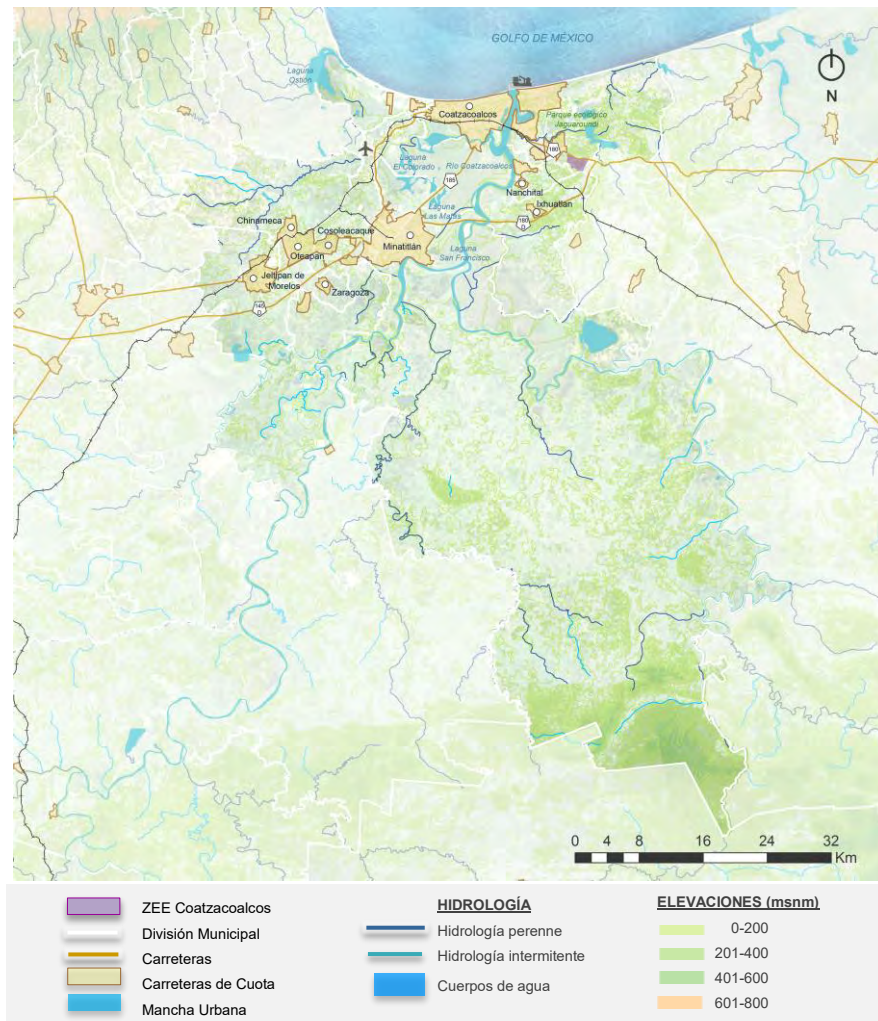 GOLFO DE MÉXICO
Laguna
Ostión
N
Coatzacoalcos
Parque ecológico
Jaguaroundi
180
Laguna
El Colorado
Río Coatzacoalcos
185
Nanchital
Laguna
Las Matas
Ixhuatlan
180
D
Chinameca
Cosoleacaque
Oteapan
Minatitlán
Laguna
San Francisco
Jeltipan de
Morelos
Zaragoza
145
D
0 4 8 16 24 32
Km
ZEE Coatzacoalcos
División Municipal
Carreteras
Carreteras de Cuota
Mancha Urbana
HIDROLOGÍA
Hidrología perenne
Hidrología intermitente
Cuerpos de agua
ELEVACIONES (msnm)
0-200
201-400
401-600
601-800